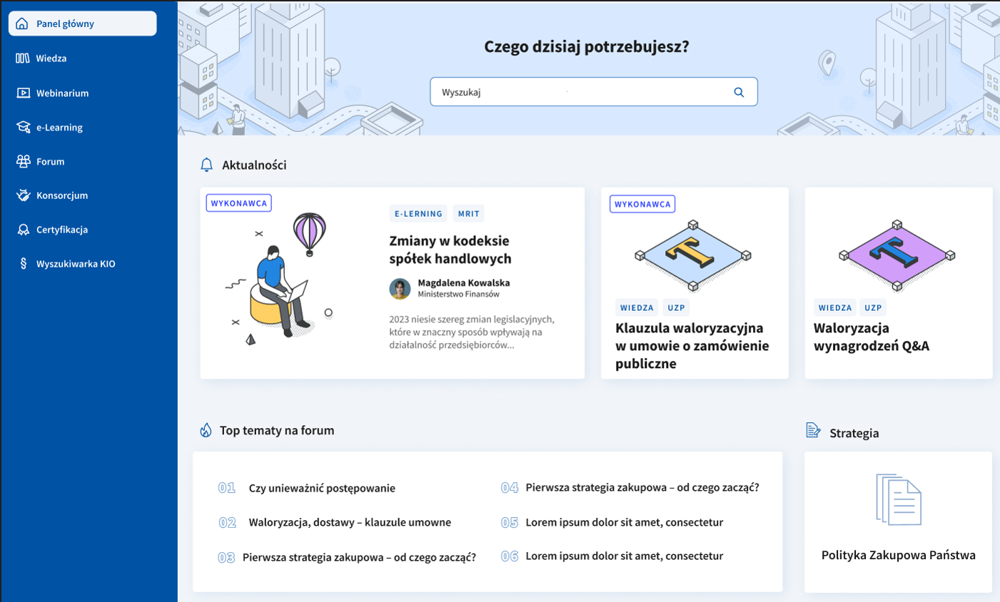 Panel główny
Wiedza
Webinarium
e-Learning
Forum
Konsorcjum
Certyfikacja
§ Wyszukiwarka KIO
Czego dzisiaj potrzebujesz?
Wyszukaj
Aktualności
WYKONAWCA
E-LERNING MRIT
Zmiany w kodeksie
spółek handlowych
Magdalena Kowalska
Ministerstwo Finansów
2023 niesie szereg zmian legislacyjnych,
które w znaczny sposób wpływają na
działalność przedsiębiorców...
WYKONAWCA
T
WIEDZA UZP
Klauzula waloryzacyjna
w umowie o zamówienie
publiczne
T
WIEDZA UZP
Waloryzacja
wynagrodzeń Q&A
Top tematy na forum
01 Czy unieważnić postępowanie
02 Waloryzacja, dostawy – klauzule umowne
03 Pierwsza strategia zakupowa – od czego zacząć?
04 Pierwsza strategia zakupowa – od czego zacząć?
05 Lorem ipsum dolor sit amet, consectetur
06 Lorem ipsum dolor sit amet, consectetur
Strategia
Polityka Zakupowa Państwa